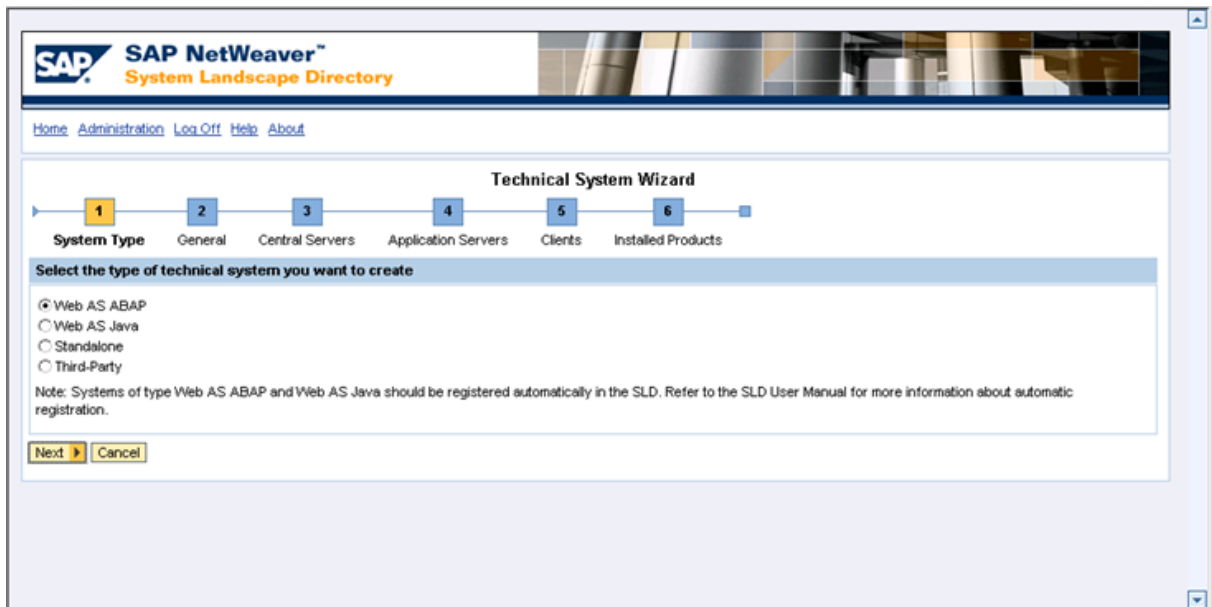 SAP
SAP NetWeaver™
System Landscape Directory
Home Administration Log Off Help About
Technical System Wizard
1 2 3 4 5 6
System Type General Central Servers Application Servers Clients Installed Products
Select the type of technical system you want to create
Web AS ABAP
Web AS Java
Standalone
Third-Party
Note: Systems of type Web AS ABAP and Web AS Java should be registered automatically in the SLD. Refer to the SLD User Manual for more information about automatic
registration.
Next Cancel